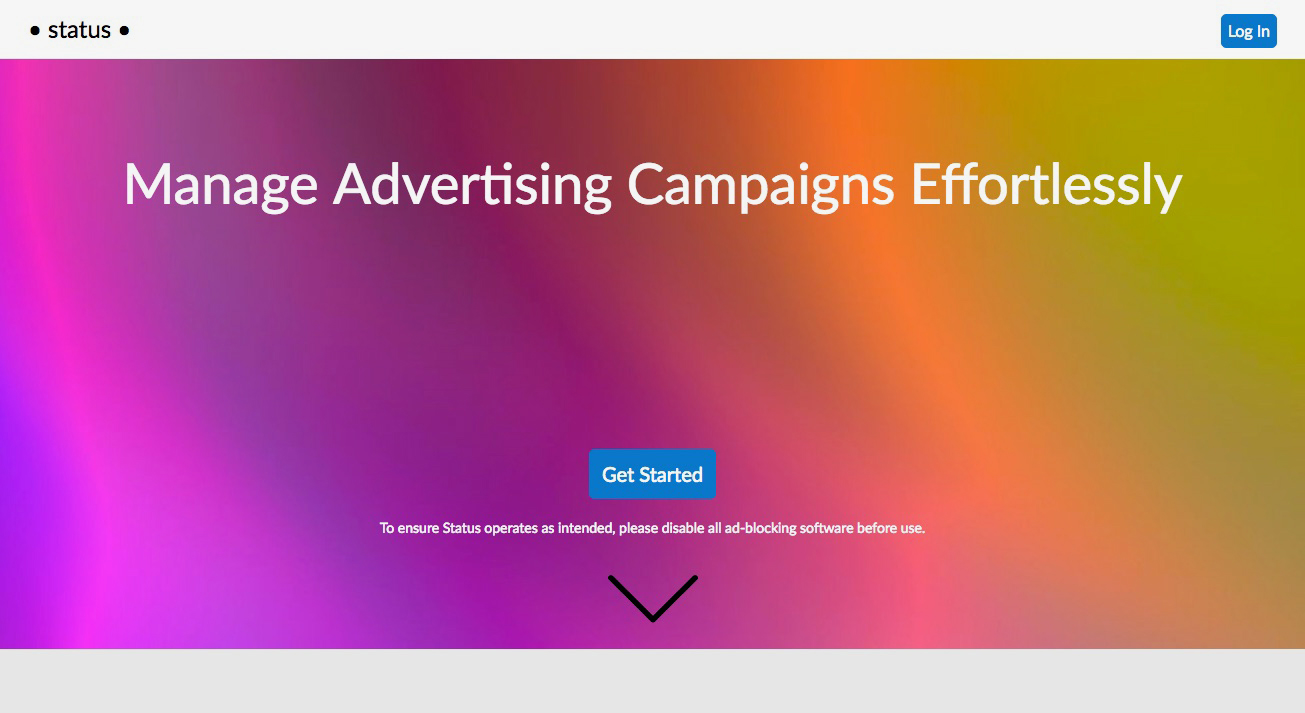 • status •
Log In
Manage Advertising Campaigns Effortlessly
Get Started
To ensure Status operates as intended, please disable all ad-blocking software before use.